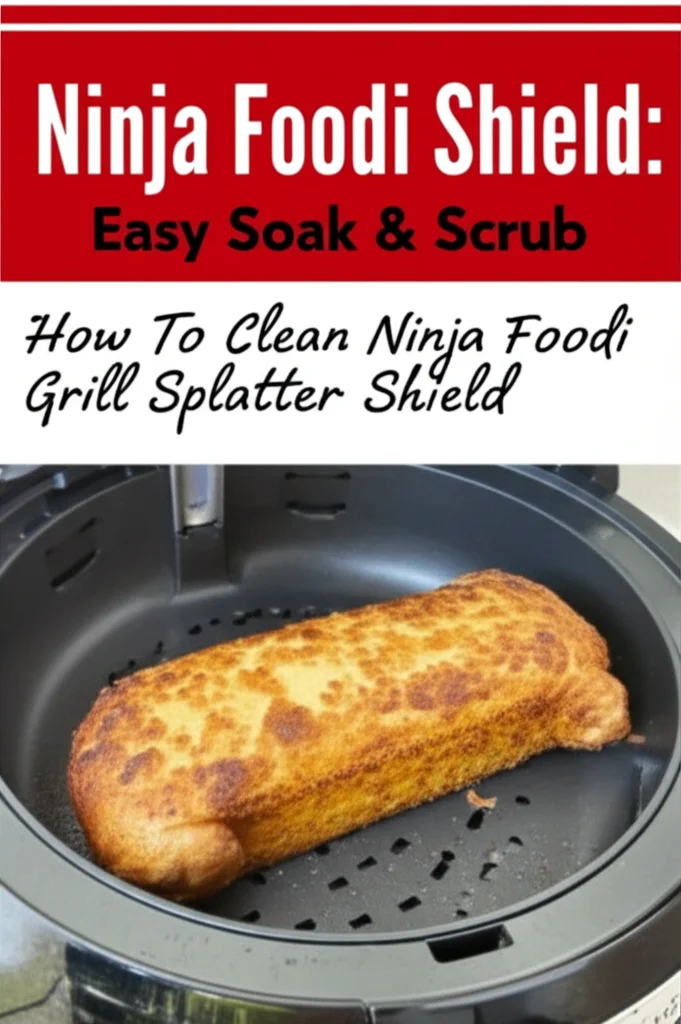 Ninja Foodi Shield:
Easy Soak & Scrub
How To Clean Ninja Foodi
Grill Splatter Shield